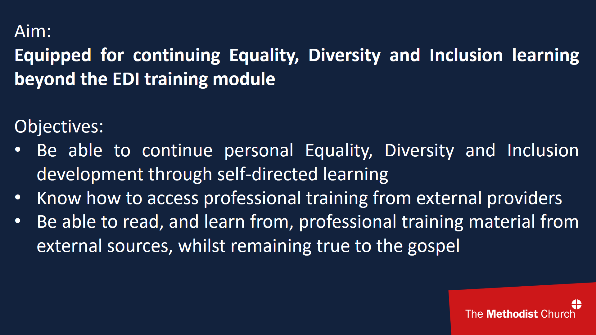 Aim:
Equipped for continuing Equality, Diversity and Inclusion learning
beyond the EDI training module
Objectives:
• Be able to continue personal Equality, Diversity and Inclusion
development through self-directed learning
• Know how to access professional training from external providers
• Be able to read, and learn from, professional training material from
external sources, whilst remaining true to the gospel
The Methodist Church